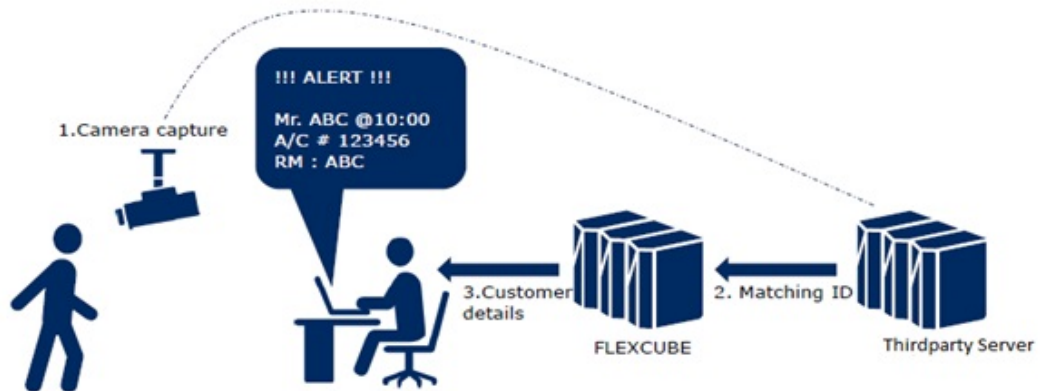 !!! ALERT !!!
Mr. ABC @10:00
A/C # 123456
RM : ABC
1.Camera capture
3.Customer
details
2. Matching ID
FLEXCUBE
Thirdparty Server